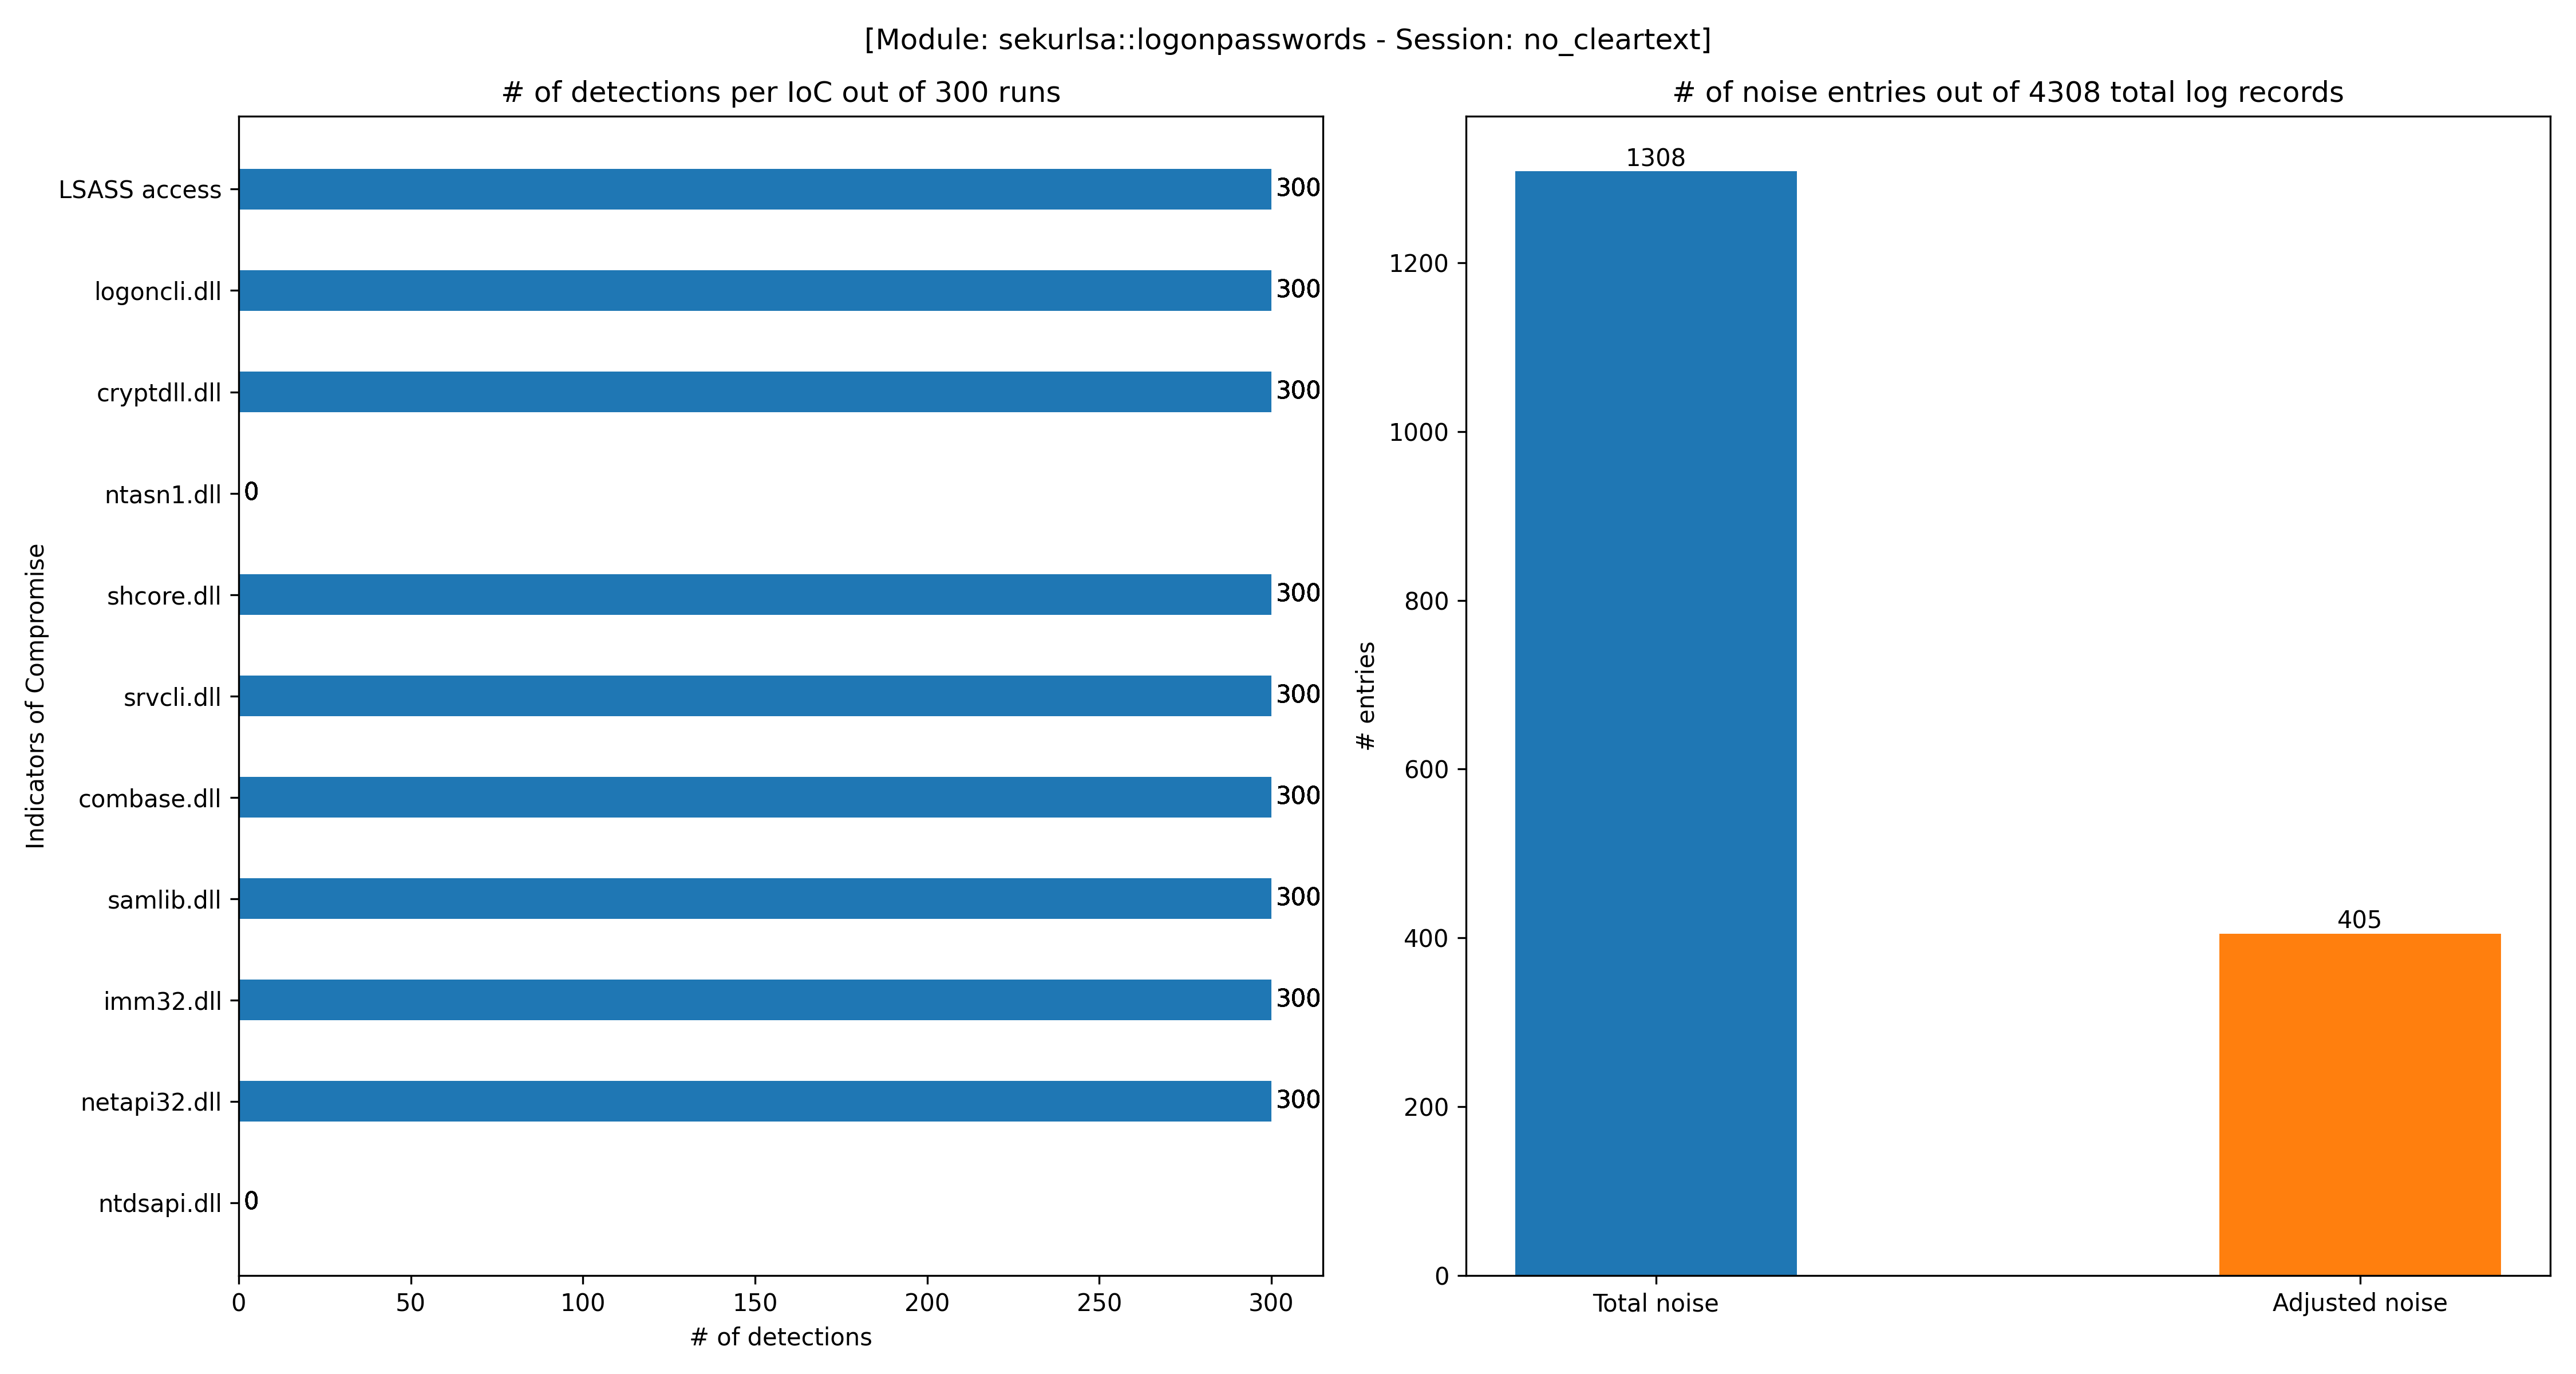 [Module: sekurlsa::logonpasswords - Session: no_cleartext]
# of detections per IoC out of 300 runs
Indicators of Compromise
LSASS access 300
logoncli.dll 300
cryptdll.dll 300
ntasn1.dll 0
shcore.dll 300
srvcli.dll 300
combase.dll 300
samlib.dll 300
imm32.dll 300
netapi32.dll 300
ntdsapi.dll 0
0 50 100 150 200 250 300
# of detections
# of noise entries out of 4308 total log records
# entries
1200
1000
800
600
400
200
0
1308
405
Total noise Adjusted noise